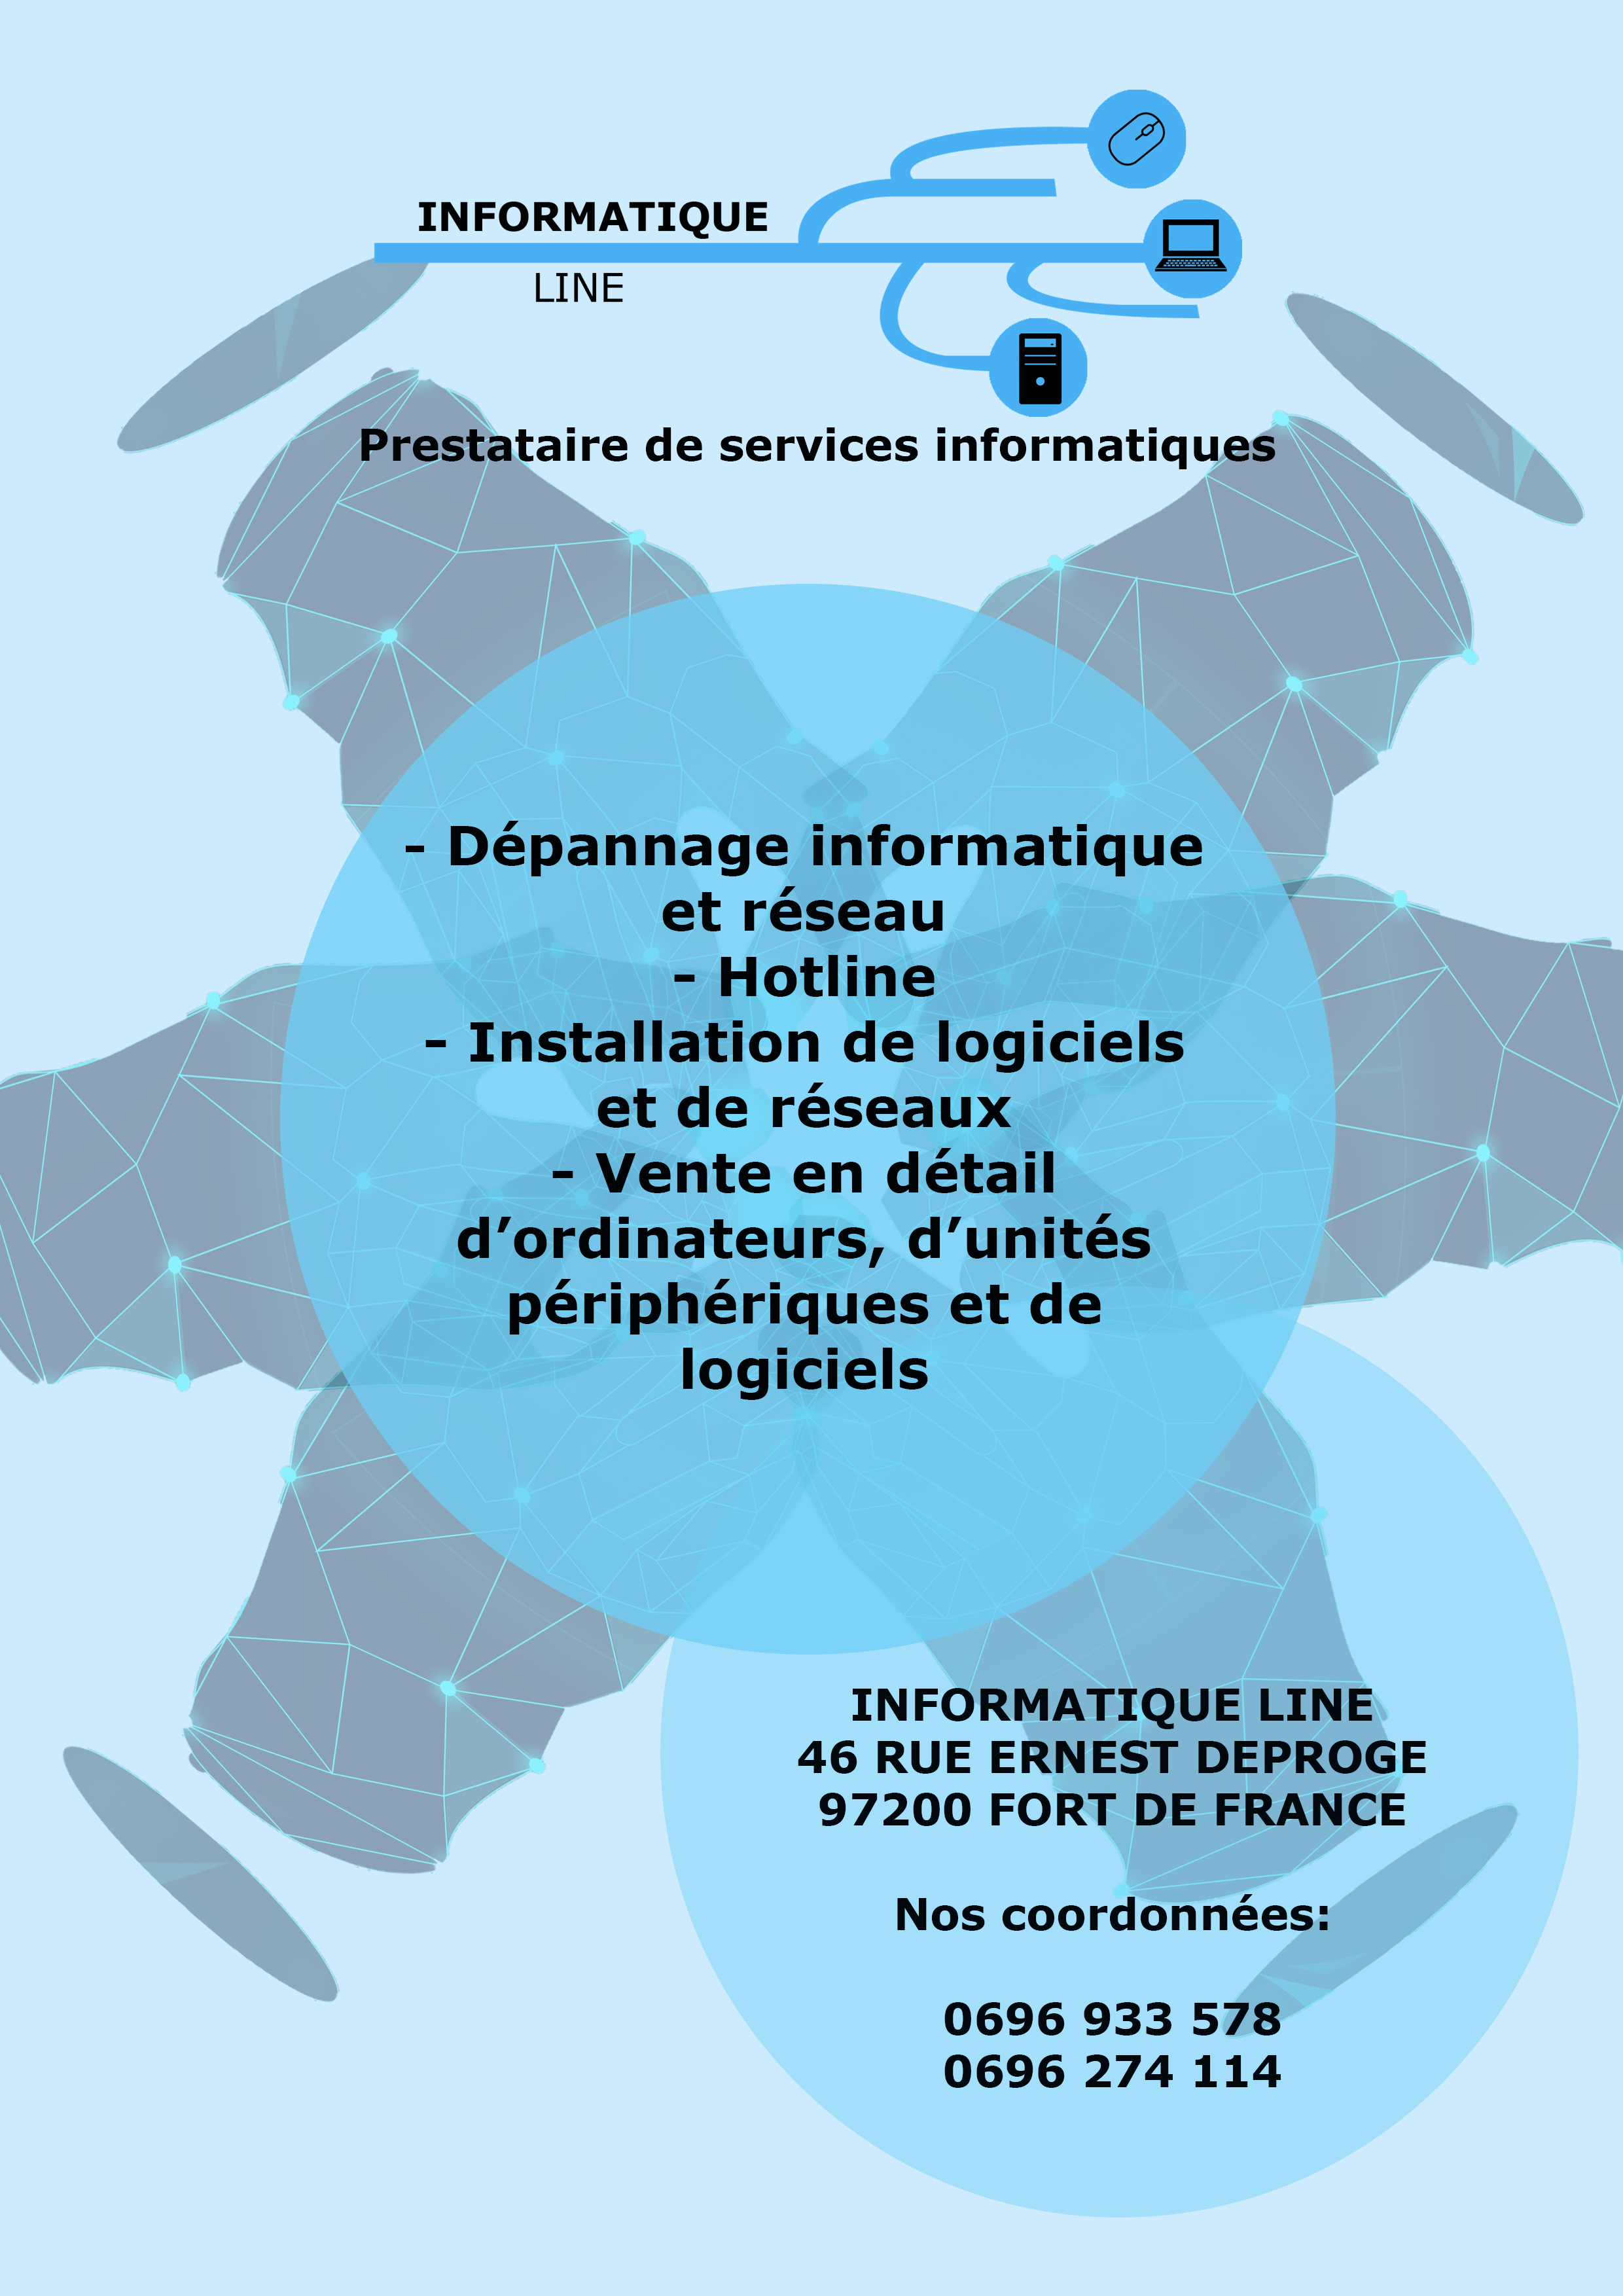 INFORMATIQUE
LINE
Prestataire de services informatiques
- Dépannage informatique
et réseau
- Hotline
- Installation de logiciels
et de réseaux
- Vente en détail
d’ordinateurs, d’unités
périphériques et de
logiciels
INFORMATIQUE LINE
46 RUE ERNEST DEPROGE
97200 FORT DE FRANCE
Nos coordonnées:
0696 933 578
0696 274 114